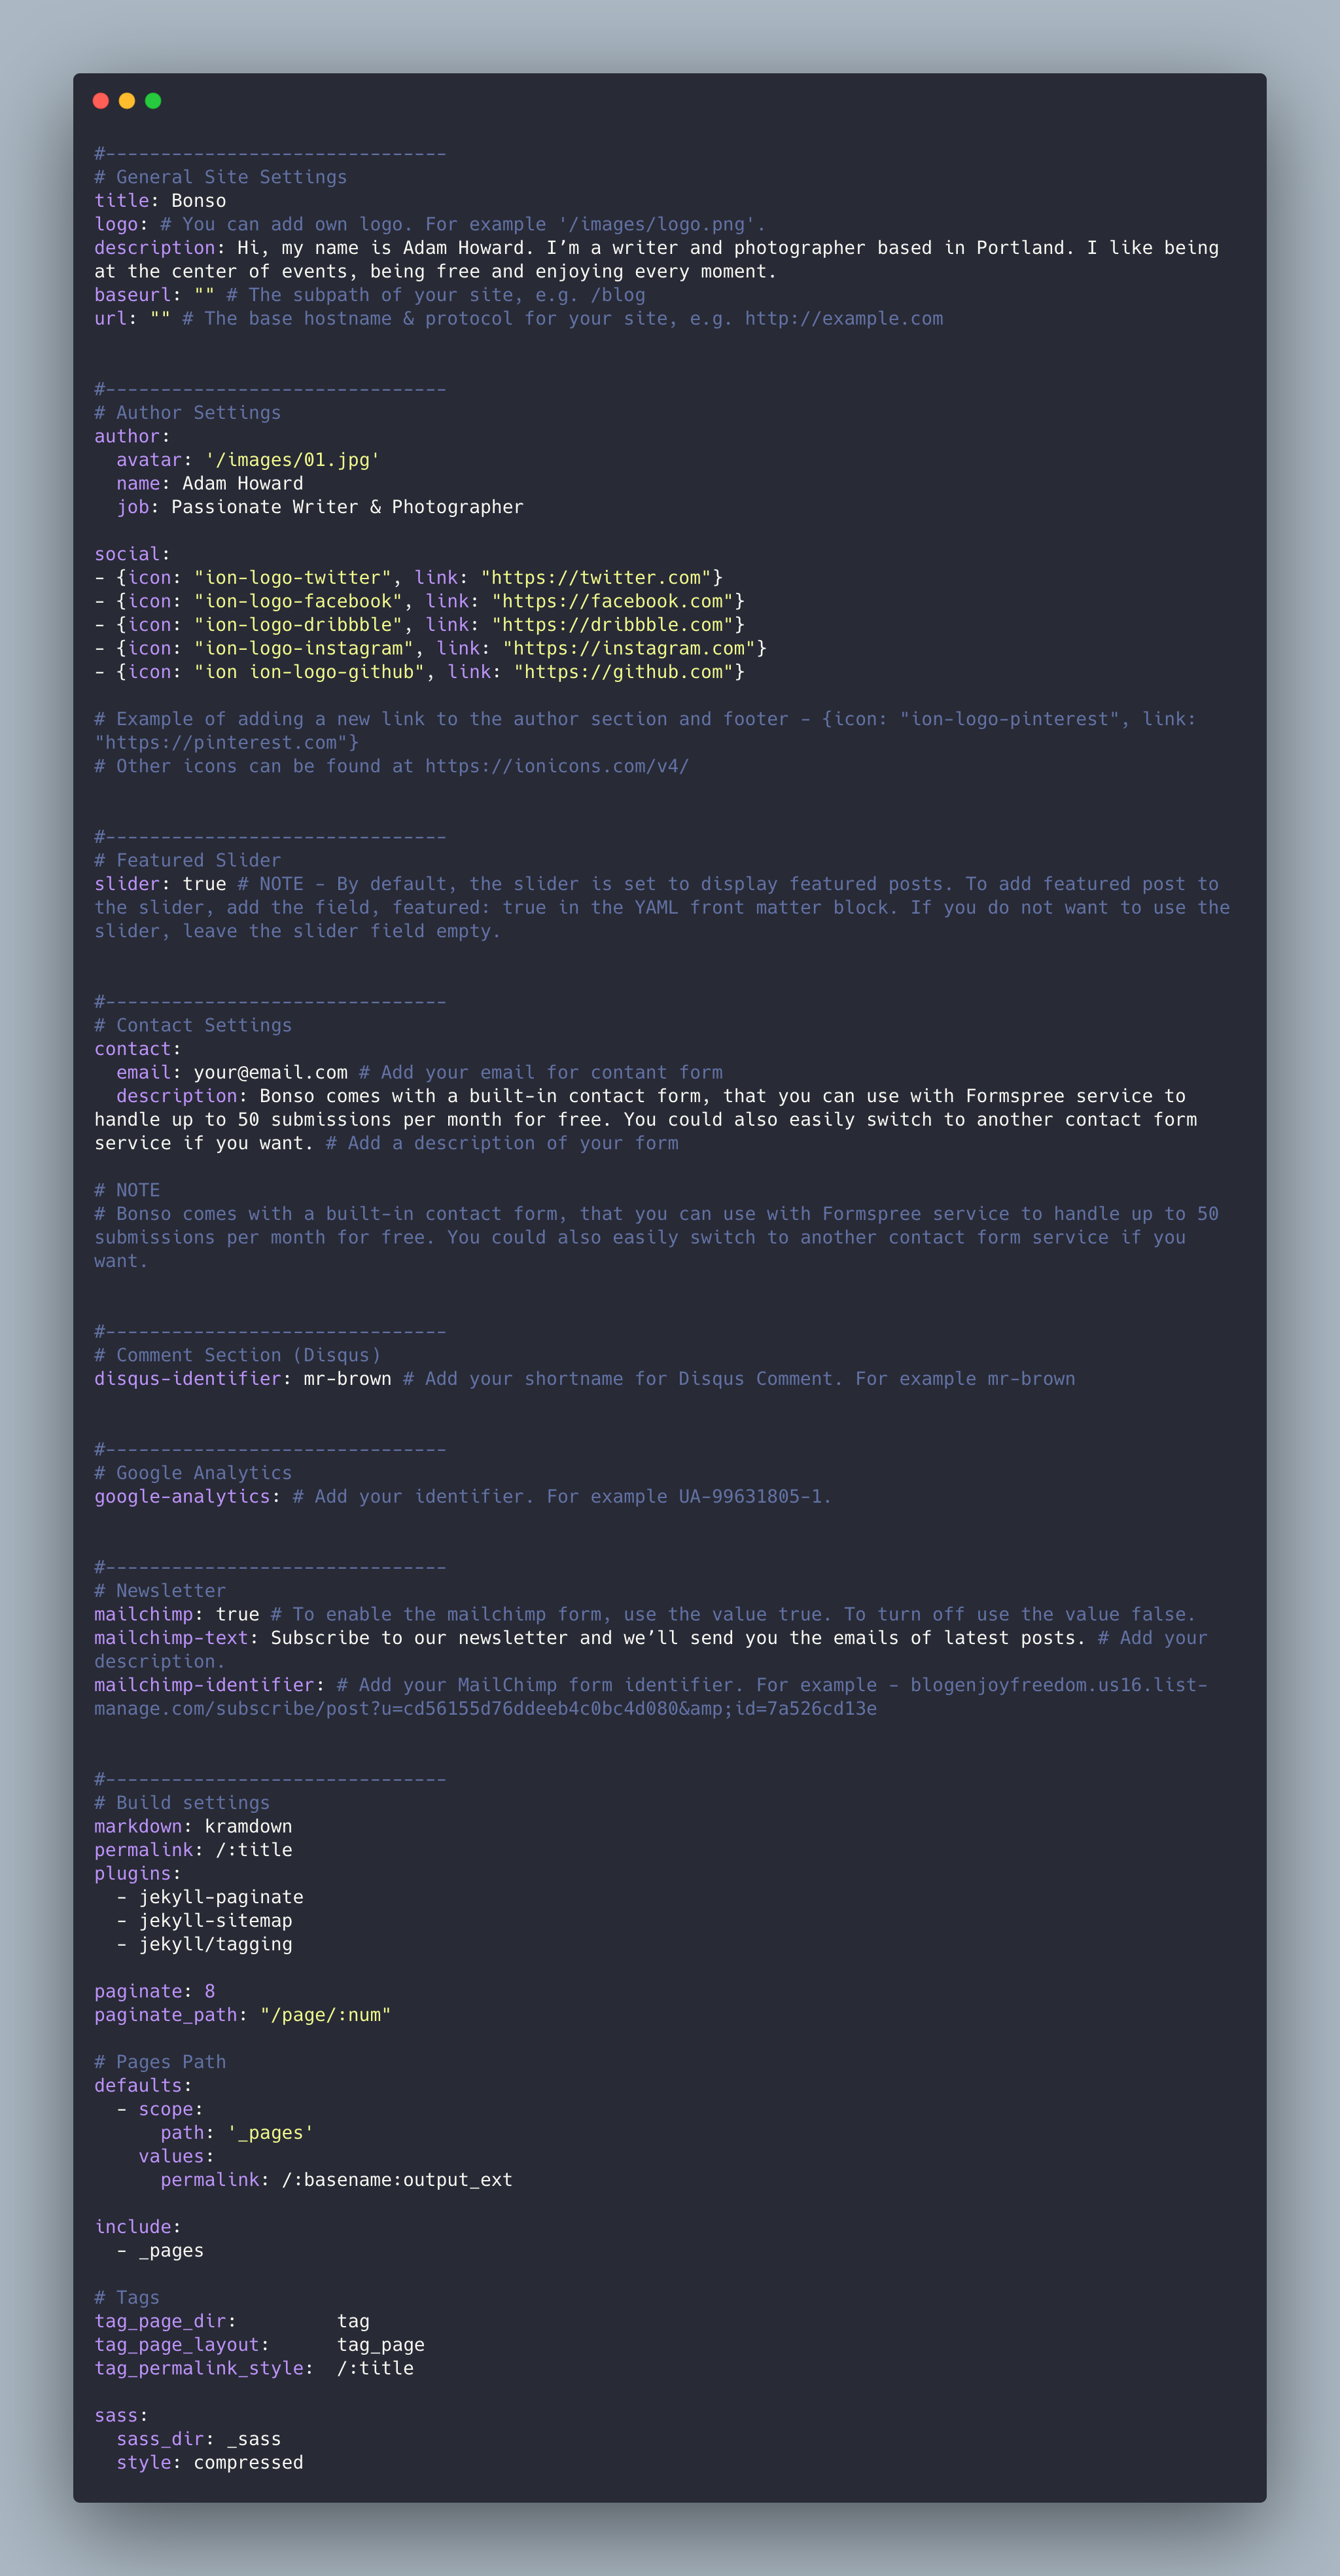 #-------------------------------
# General Site Settings
title: Bonso
logo: # You can add own logo. For example '/images/logo.png'.
description: Hi, my name is Adam Howard. I’m a writer and photographer based in Portland. I like being
at the center of events, being free and enjoying every moment.
baseurl: "" # The subpath of your site, e.g. /blog
url: "" # The base hostname & protocol for your site, e.g. http://example.com
#-------------------------------
# Author Settings
author:
  avatar: '/images/01.jpg'
  name: Adam Howard
  job: Passionate Writer & Photographer
social:
- {icon: "ion-logo-twitter", link: "https://twitter.com"}
- {icon: "ion-logo-facebook", link: "https://facebook.com"}
- {icon: "ion-logo-dribbble", link: "https://dribbble.com"}
- {icon: "ion-logo-instagram", link: "https://instagram.com"}
- {icon: "ion ion-logo-github", link: "https://github.com"}
# Example of adding a new link to the author section and footer - {icon: "ion-logo-pinterest", link:
"https://pinterest.com"}
# Other icons can be found at https://ionicons.com/v4/
#-------------------------------
# Featured Slider
slider: true # NOTE - By default, the slider is set to display featured posts. To add featured post to
the slider, add the field, featured: true in the YAML front matter block. If you do not want to use the
slider, leave the slider field empty.
#-------------------------------
# Contact Settings
contact:
  email: your@email.com # Add your email for contant form
  description: Bonso comes with a built-in contact form, that you can use with Formspree service to
handle up to 50 submissions per month for free. You could also easily switch to another contact form
service if you want. # Add a description of your form
# NOTE
# Bonso comes with a built-in contact form, that you can use with Formspree service to handle up to 50
submissions per month for free. You could also easily switch to another contact form service if you
want.
#-------------------------------
# Comment Section (Disqus)
disqus-identifier: mr-brown # Add your shortname for Disqus Comment. For example mr-brown
#-------------------------------
# Google Analytics
google-analytics: # Add your identifier. For example UA-99631805-1.
#-------------------------------
# Newsletter
mailchimp: true # To enable the mailchimp form, use the value true. To turn off use the value false.
mailchimp-text: Subscribe to our newsletter and we’ll send you the emails of latest posts. # Add your
description.
mailchimp-identifier: # Add your MailChimp form identifier. For example - blogenjoyfreedom.us16.list-
manage.com/subscribe/post?u=cd56155d76ddeeb4c0bc4d080&amp;id=7a526cd13e
#-------------------------------
# Build settings
markdown: kramdown
permalink: /:title
plugins:
  - jekyll-paginate
  - jekyll-sitemap
  - jekyll/tagging
paginate: 8
paginate_path: "/page/:num"
# Pages Path
defaults:
  - scope:
      path: '_pages'
    values:
      permalink: /:basename:output_ext
include:
  - _pages
# Tags
tag_page_dir:         tag
tag_page_layout:      tag_page
tag_permalink_style:  /:title
sass:
  sass_dir: _sass
  style: compressed